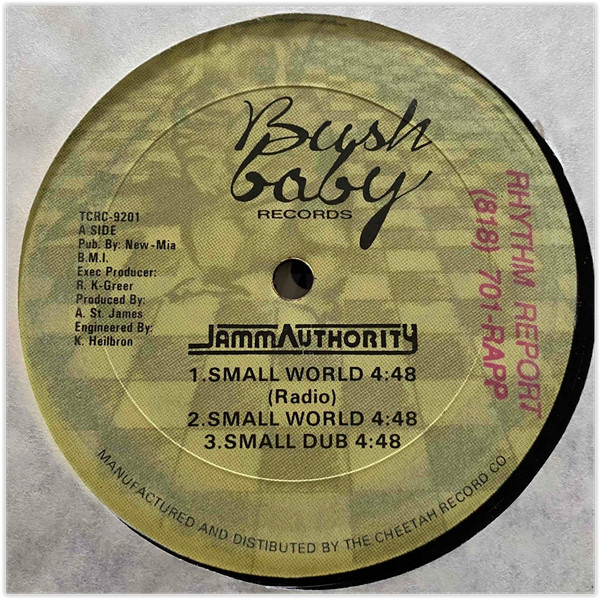 Bush
baby
RECORDS
TCRC-9201
A SIDE
Pub. By: New-Mia
B.M.I.
Exec Producer:
R. K-Greer
Produced By:
A. St. James
Engineered By:
K. Heilbron
JAMMAUTHORITY
1.SMALL WORLD 4:48
(Radio)
2.SMALL WORLD 4:48
3.SMALL DUB 4:48
MANUFACTURED AND DISTIBUTED BY THE CHEETAH RECORD CO.
RHYTHM REPORT
(818) 701-RAPP